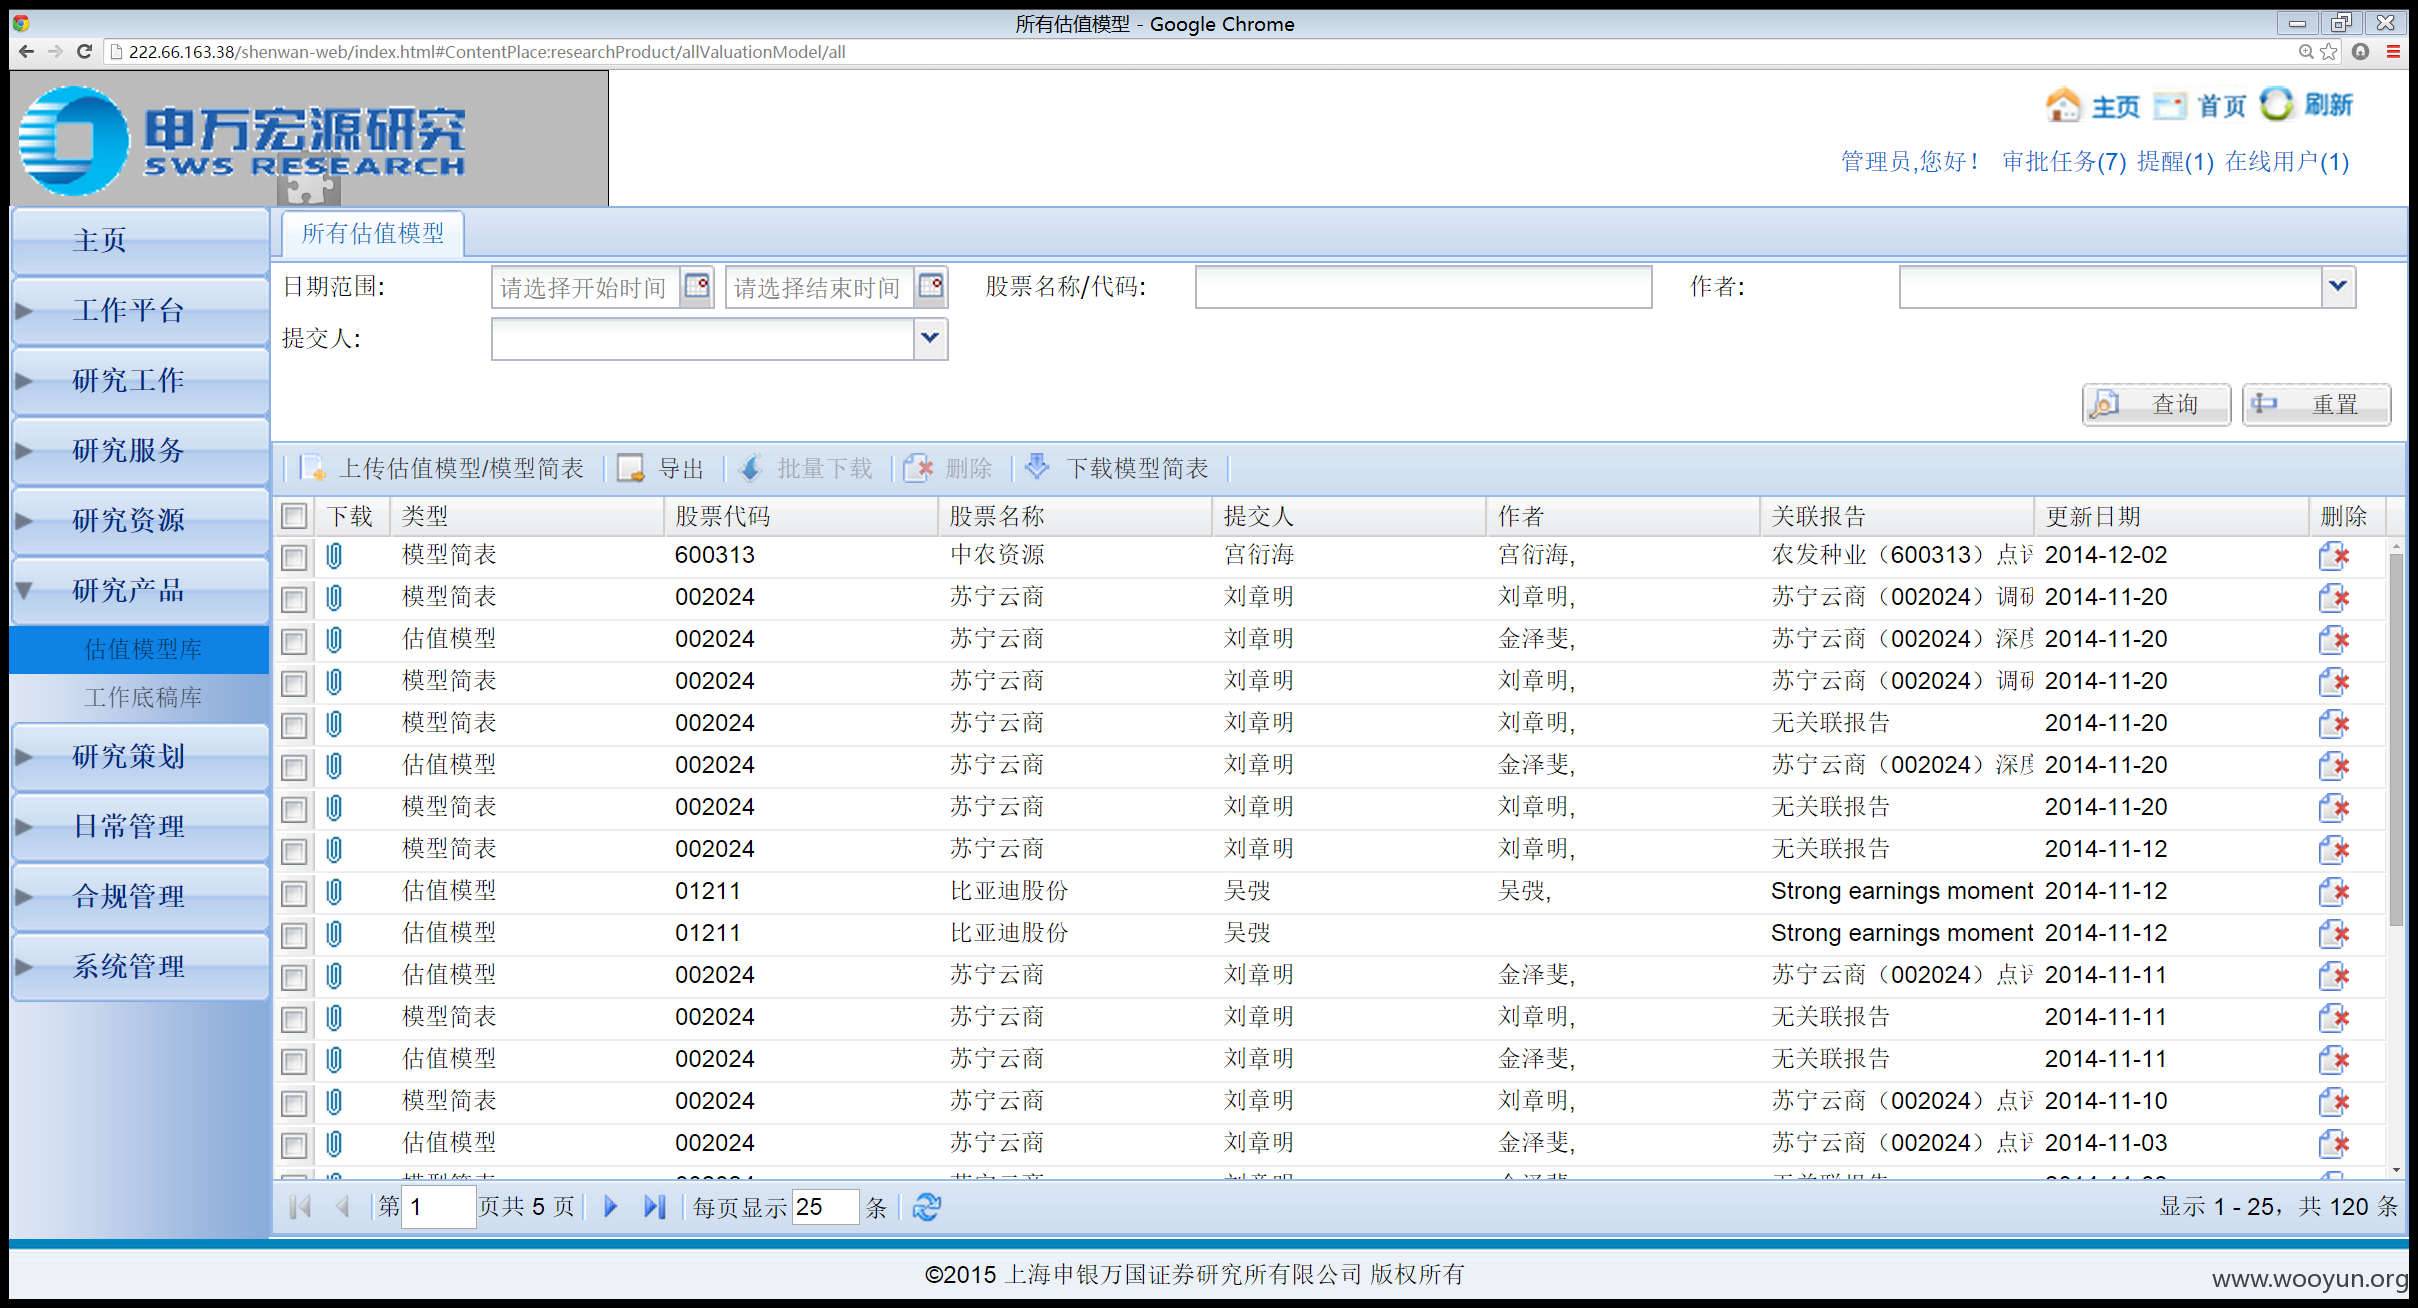 所有估值模型 - Google Chrome
222.66.163.38/shenwan-web/index.html#ContentPlace:researchProduct/allValuationModel/all
申万宏源研究
SWS RESEARCH
主页 首页 刷新
管理员,您好! 审批任务(7) 提醒(1) 在线用户(1)
主页
工作平台
研究工作
研究服务
研究资源
研究产品
估值模型库
工作底稿库
研究策划
日常管理
合规管理
系统管理
所有估值模型
日期范围: 请选择开始时间 请选择结束时间 股票名称/代码: 作者:
提交人:
查询 重置
上传估值模型/模型简表 导出 批量下载 删除 下载模型简表
下载 类型 股票代码 股票名称 提交人 作者 关联报告 更新日期 删除
模型简表 600313 中农资源 宫衍海 宫衍海, 农发种业（600313）点评 2014-12-02
模型简表 002024 苏宁云商 刘章明 刘章明, 苏宁云商（002024）调研 2014-11-20
估值模型 002024 苏宁云商 刘章明 金泽斐, 苏宁云商（002024）深度 2014-11-20
模型简表 002024 苏宁云商 刘章明 刘章明, 苏宁云商（002024）调研 2014-11-20
模型简表 002024 苏宁云商 刘章明 刘章明, 无关联报告 2014-11-20
估值模型 002024 苏宁云商 刘章明 金泽斐, 苏宁云商（002024）深度 2014-11-20
模型简表 002024 苏宁云商 刘章明 刘章明, 无关联报告 2014-11-20
模型简表 002024 苏宁云商 刘章明 刘章明, 无关联报告 2014-11-12
估值模型 01211 比亚迪股份 吴弢 吴弢, Strong earnings moment 2014-11-12
估值模型 01211 比亚迪股份 吴弢 Strong earnings moment 2014-11-12
估值模型 002024 苏宁云商 刘章明 金泽斐, 苏宁云商（002024）点评 2014-11-11
模型简表 002024 苏宁云商 刘章明 刘章明, 无关联报告 2014-11-11
估值模型 002024 苏宁云商 刘章明 金泽斐, 无关联报告 2014-11-11
模型简表 002024 苏宁云商 刘章明 刘章明, 苏宁云商（002024）点评 2014-11-10
估值模型 002024 苏宁云商 刘章明 金泽斐, 苏宁云商（002024）点评 2014-11-03
第 1 页共 5 页 每页显示 25 条 显示 1 - 25，共 120 条
©2015 上海申银万国证券研究所有限公司 版权所有
www.wooyun.org